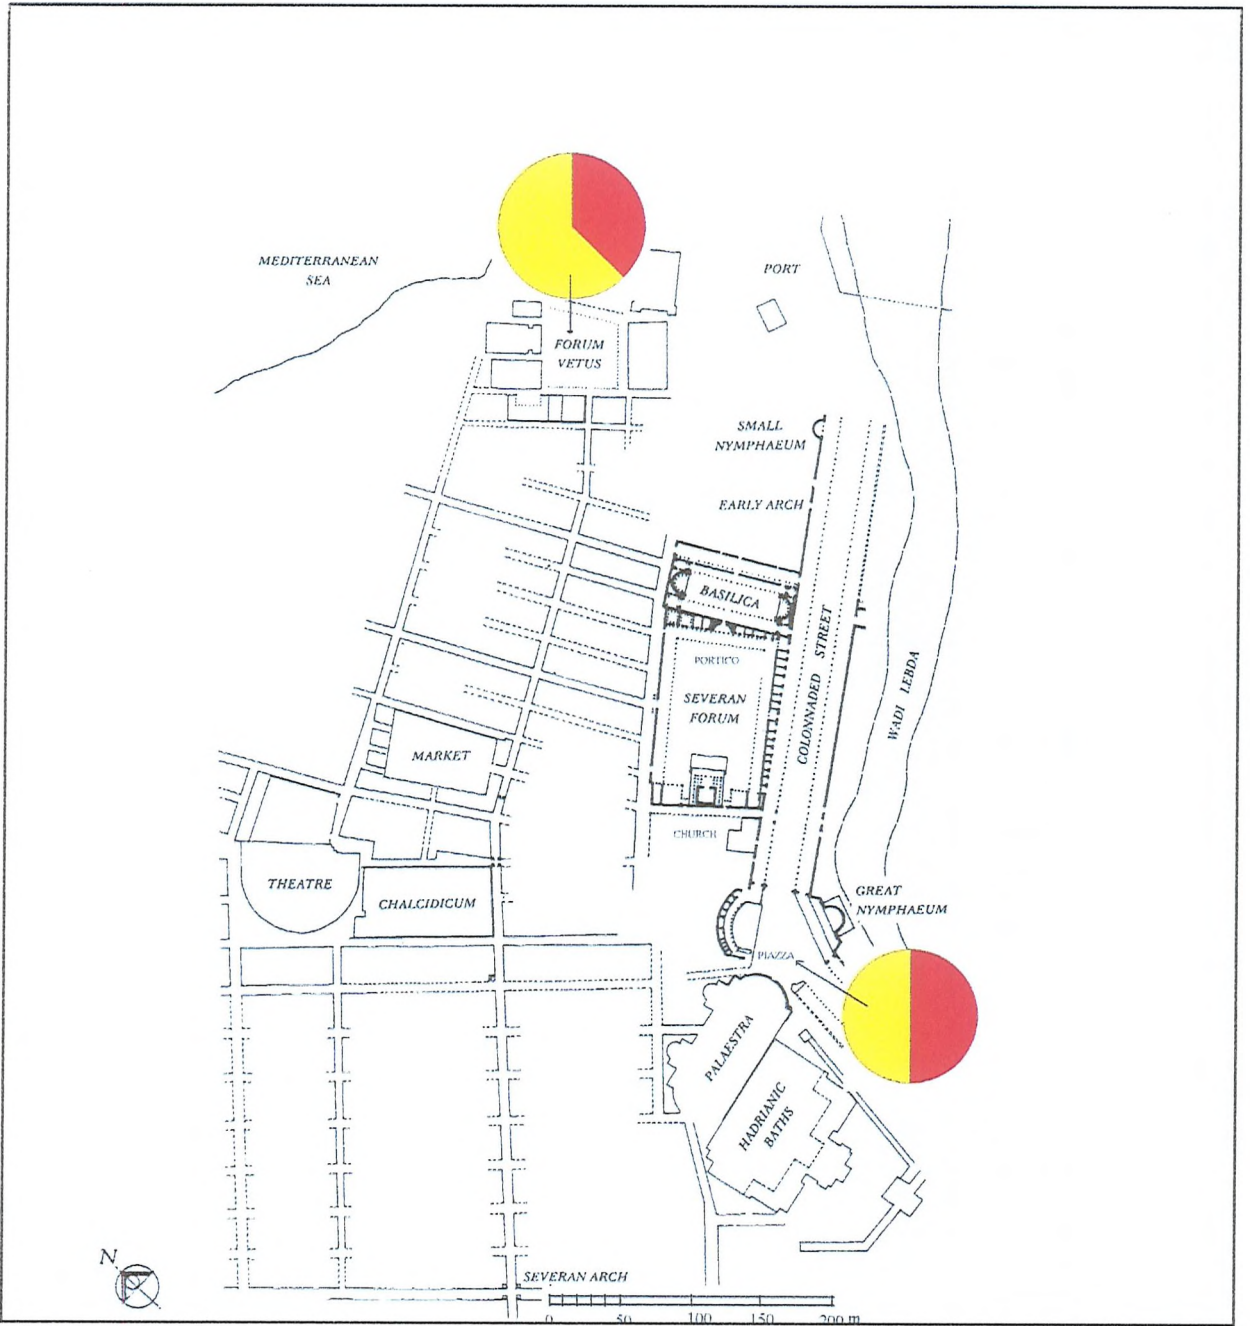 MEDITERRANEAN
SEA
PORT
FORUM
VETUS
SMALL
NYMPHAEUM
EARLY ARCH
BASILICA
PORTICO
SEVERAN
FORUM
COLONNADED STREET
WADI LEBDA
MARKET
CHURCH
THEATRE
CHALCIDICUM
GREAT
NYMPHAEUM
PIAZZA
PALAESTRA
HADRIANIC
BATHS
N
SEVERAN ARCH
0 50 100 150 200 m